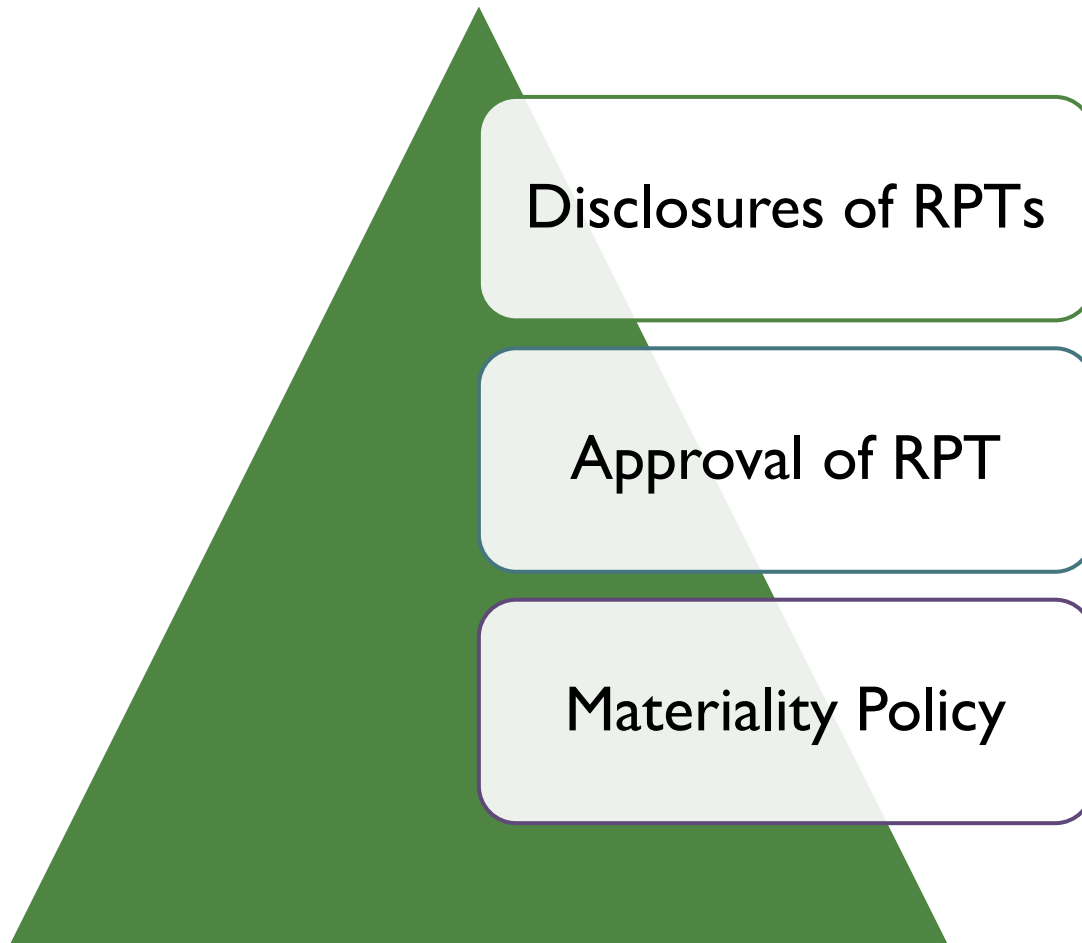 Disclosures of RPTs
Approval of RPT
Materiality Policy